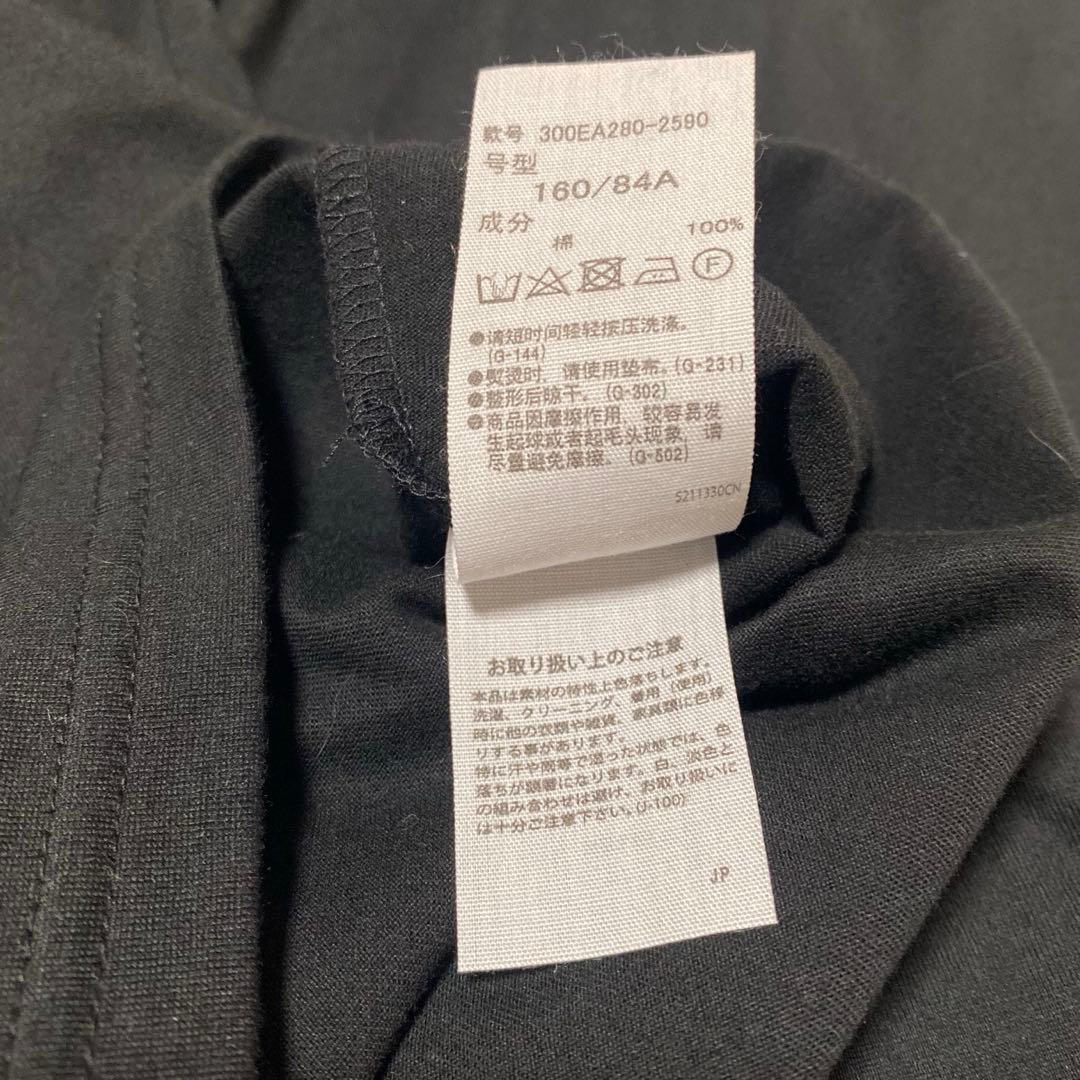 款号 300EA280-2590
号型
160/84A
成分
棉 100%
F
●请短时间轻轻按压洗涤。
(G-144)
●熨烫时，请使用垫布。(G-231)
●整形后晾干。(G-302)
●商品因摩擦作用，较容易发
生起球或者起毛头现象，请
尽量避免摩擦。(G-502)
5211330CN
お取り扱い上のご注意
本品は素材の特性上色落ちします。
洗濯、クリーニング、着用（使用）
時に他の衣類や雑貨、家具類に色移
りする事があります。
特に汗や雨等で湿った状態では、色
落ちが顕著になります。白、淡色と
の組み合わせは避け、お取り扱いに
は十分ご注意下さい。(J-100)
JP